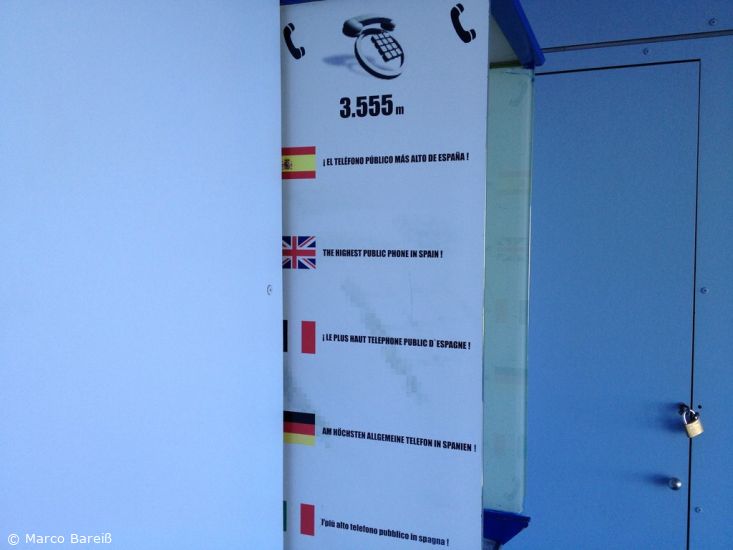 3.555 m
¡ EL TELÉFONO PÚBLICO MÁS ALTO DE ESPAÑA !
THE HIGHEST PUBLIC PHONE IN SPAIN !
¡ LE PLUS HAUT TELEPHONE PUBLIC D´ESPAGNE !
AM HÖCHSTEN ALLGEMEINE TELEFON IN SPANIEN !
l'più alto telefono pubblico in spagna !
© Marco Bareiß